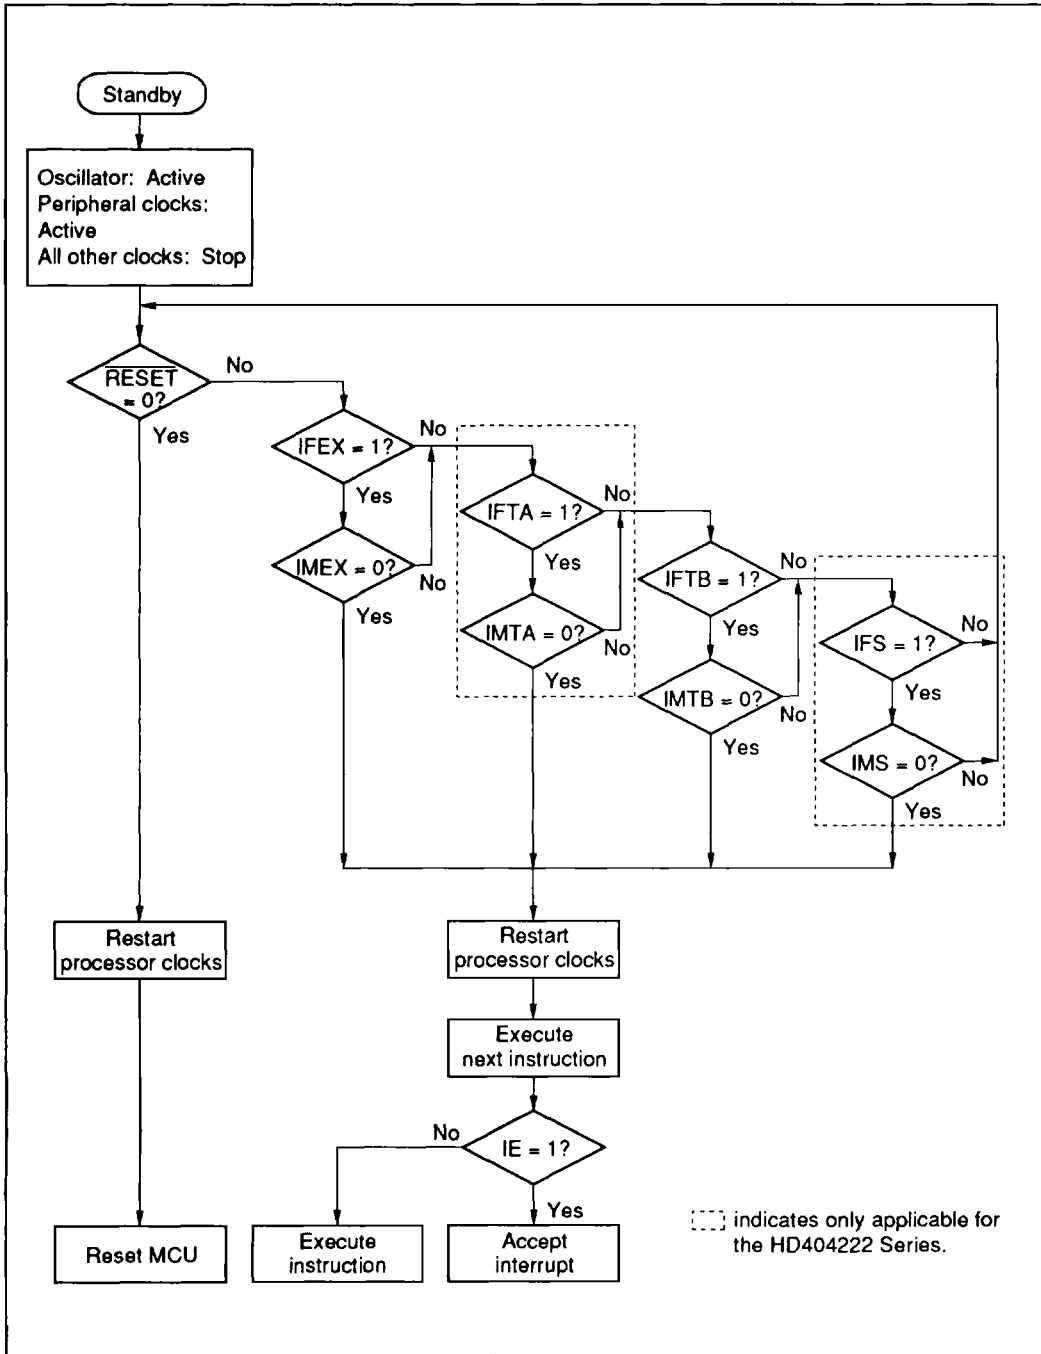 Standby
Oscillator: Active
Peripheral clocks:
Active
All other clocks: Stop
RESET
= 0?
No
Yes
IFEX = 1?
No
Yes
IMEX = 0?
No
Yes
IFTA = 1?
No
Yes
IMTA = 0?
No
Yes
IFTB = 1?
No
Yes
IMTB = 0?
No
Yes
IFS = 1?
No
Yes
IMS = 0?
No
Yes
Restart
processor clocks
Restart
processor clocks
Execute
next instruction
IE = 1?
No
Yes
Reset MCU
Execute
instruction
Accept
interrupt
indicates only applicable for
the HD404222 Series.